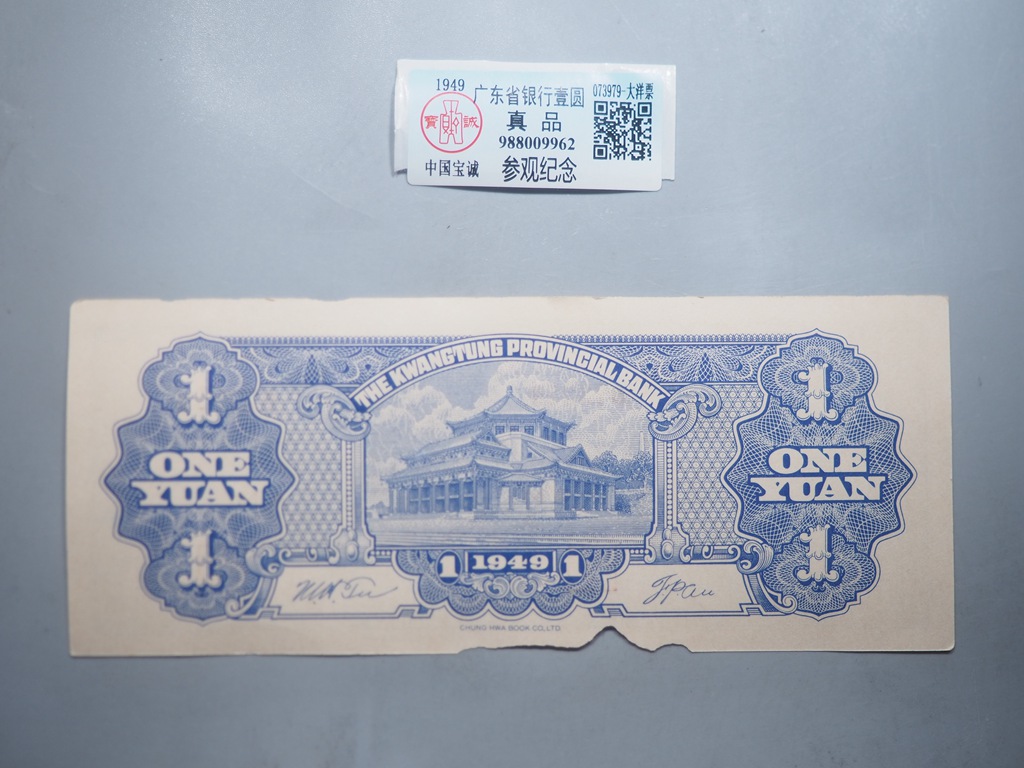 1949 广东省银行壹圆 073979-大洋票
寶 誠
真 品
988009962
中国宝诚 参观纪念
THE KWANGTUNG PROVINCIAL BANK
1 1
ONE YUAN ONE YUAN
1 1
1 1949 1
CHUNG HWA BOOK CO., LTD.